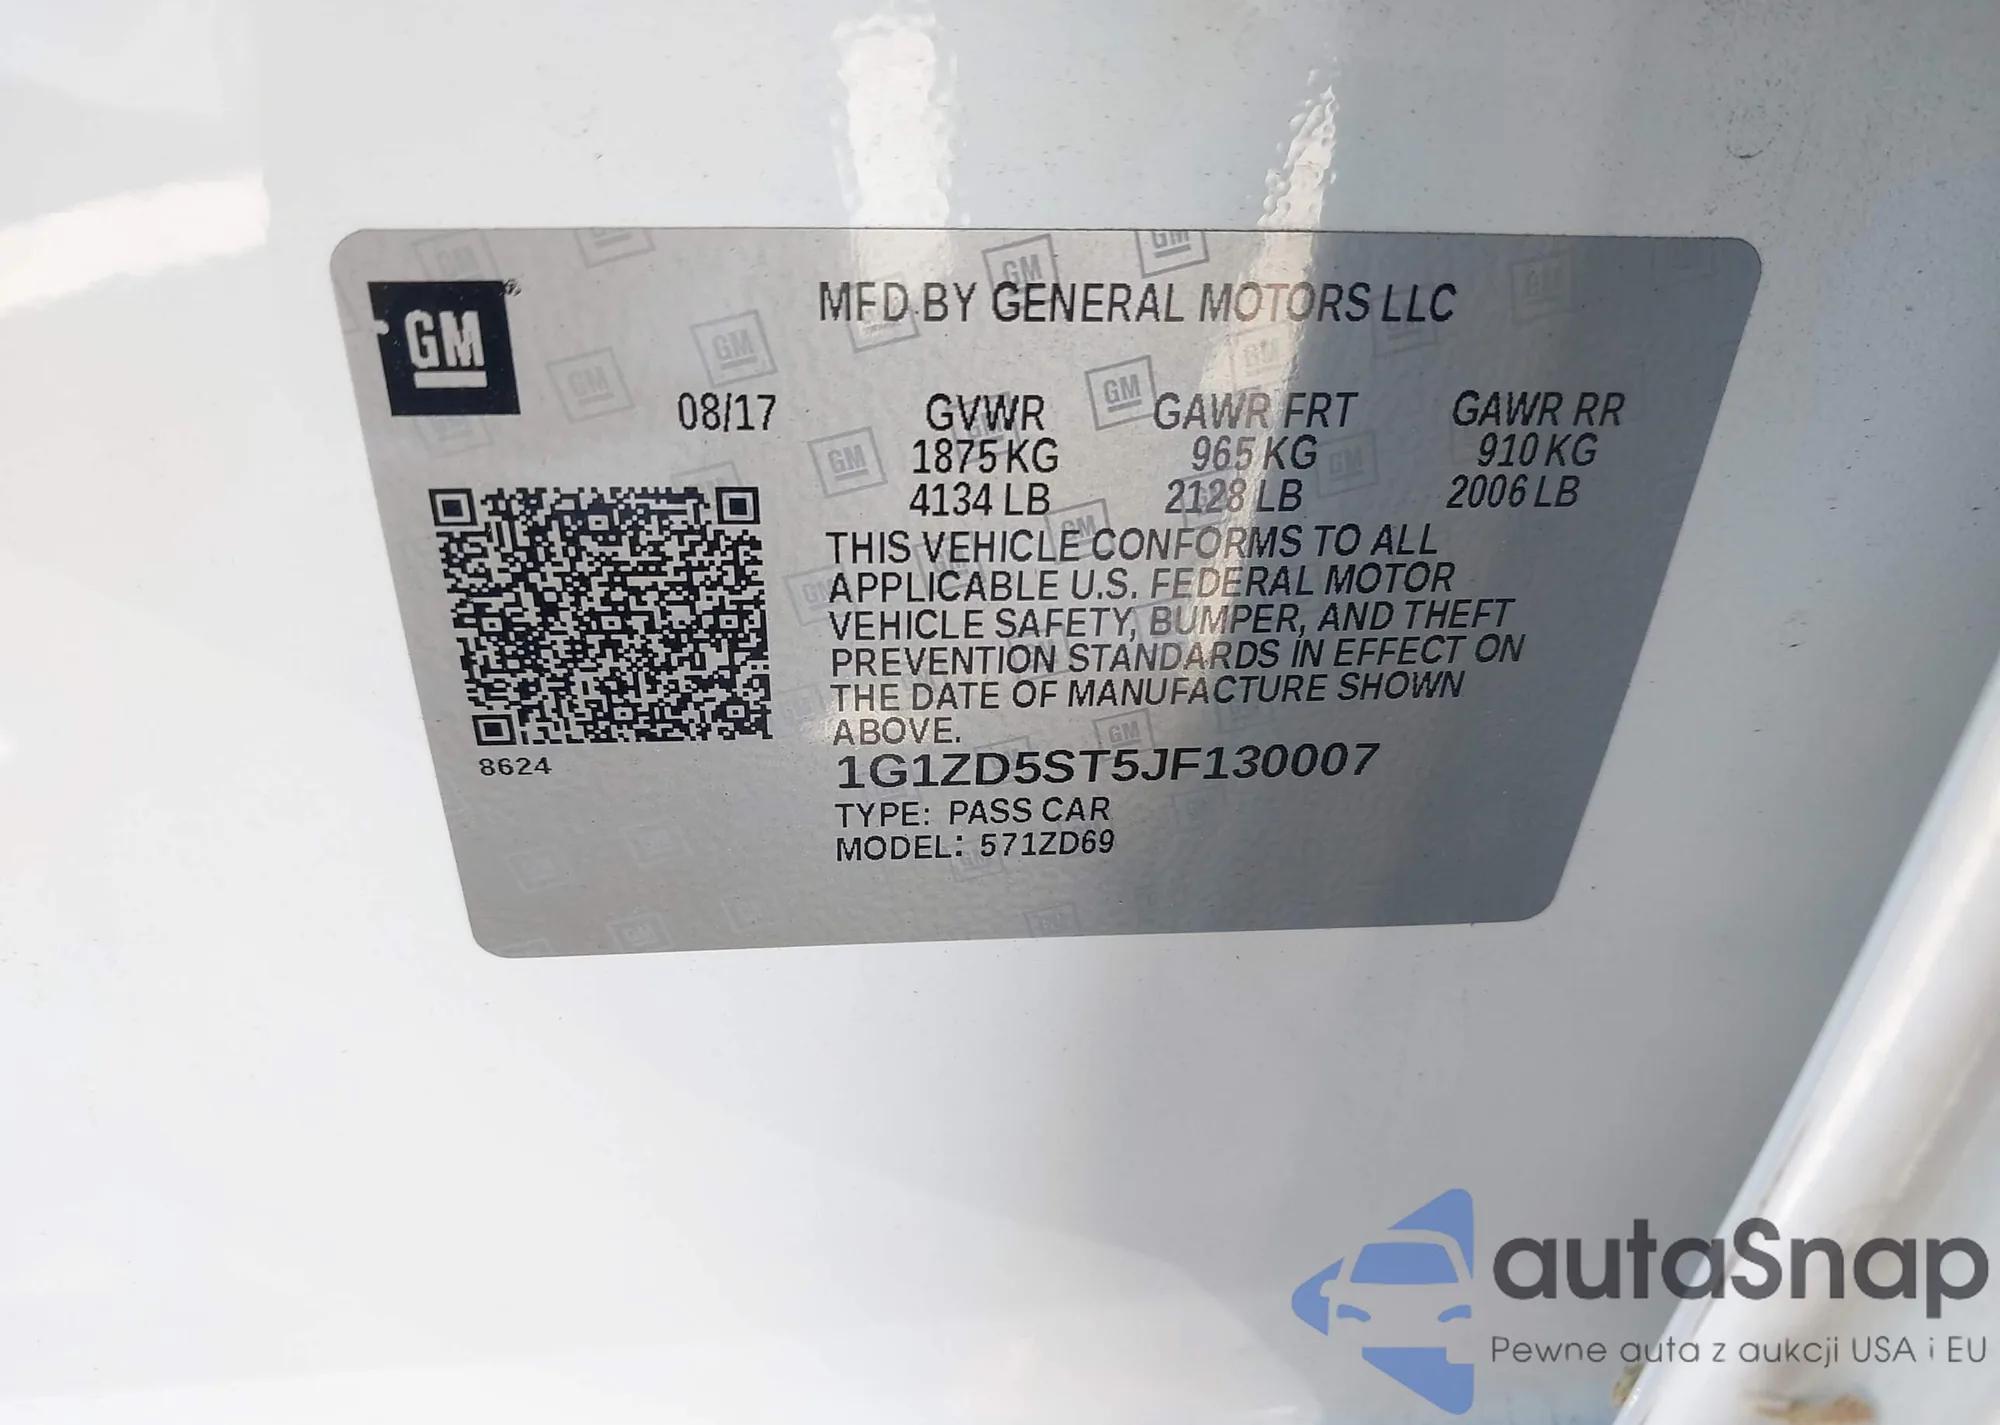 GM
MFD BY GENERAL MOTORS LLC
08/17 GVWR GAWR FRT GAWR RR
1875 KG 965 KG 910 KG
4134 LB 2128 LB 2006 LB
THIS VEHICLE CONFORMS TO ALL
APPLICABLE U.S. FEDERAL MOTOR
VEHICLE SAFETY, BUMPER, AND THEFT
PREVENTION STANDARDS IN EFFECT ON
THE DATE OF MANUFACTURE SHOWN
ABOVE.
8624
1G1ZD5ST5JF130007
TYPE: PASS CAR
MODEL: 571ZD69
autaSnap
Pewne auta z aukcji USA i EU